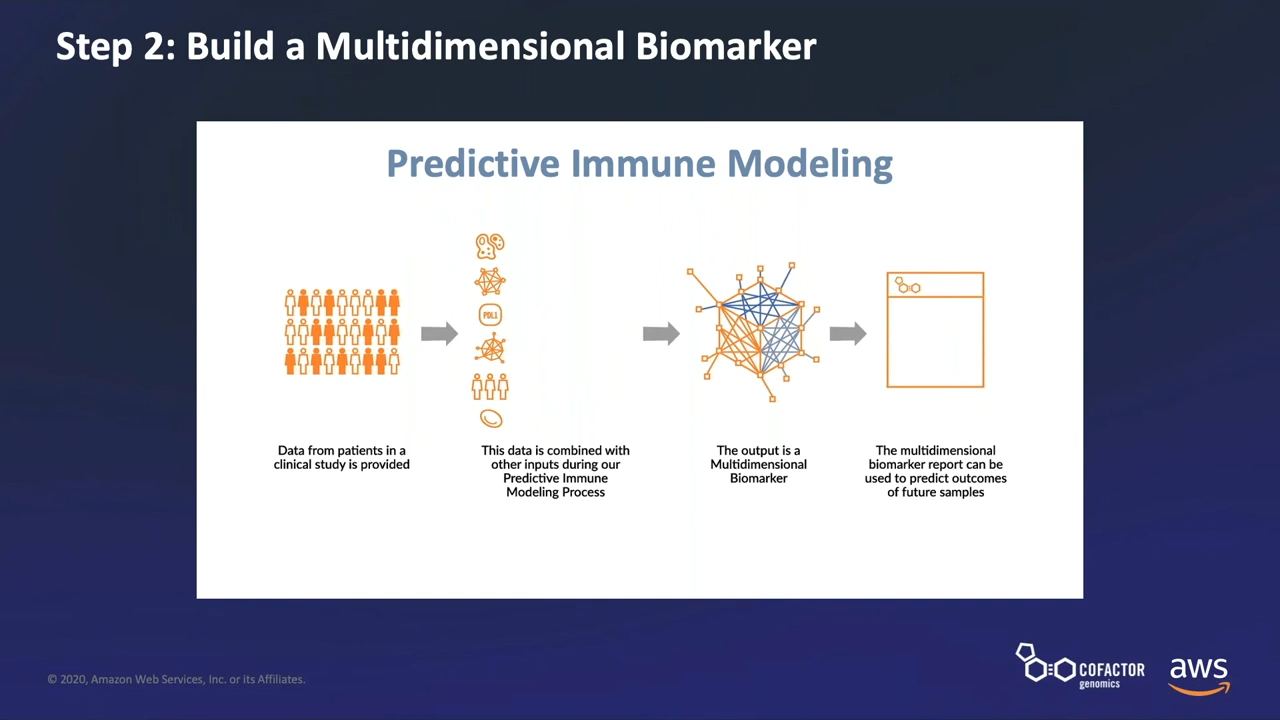 Step 2: Build a Multidimensional Biomarker
Predictive Immune Modeling
PDL1
Data from patients in a
clinical study is provided
This data is combined with
other inputs during our
Predictive Immune
Modeling Process
The output is a
Multidimensional
Biomarker
The multidimensional
biomarker report can be
used to predict outcomes
of future samples
© 2020, Amazon Web Services, Inc. or its Affiliates.
COFACTOR
genomics
aws